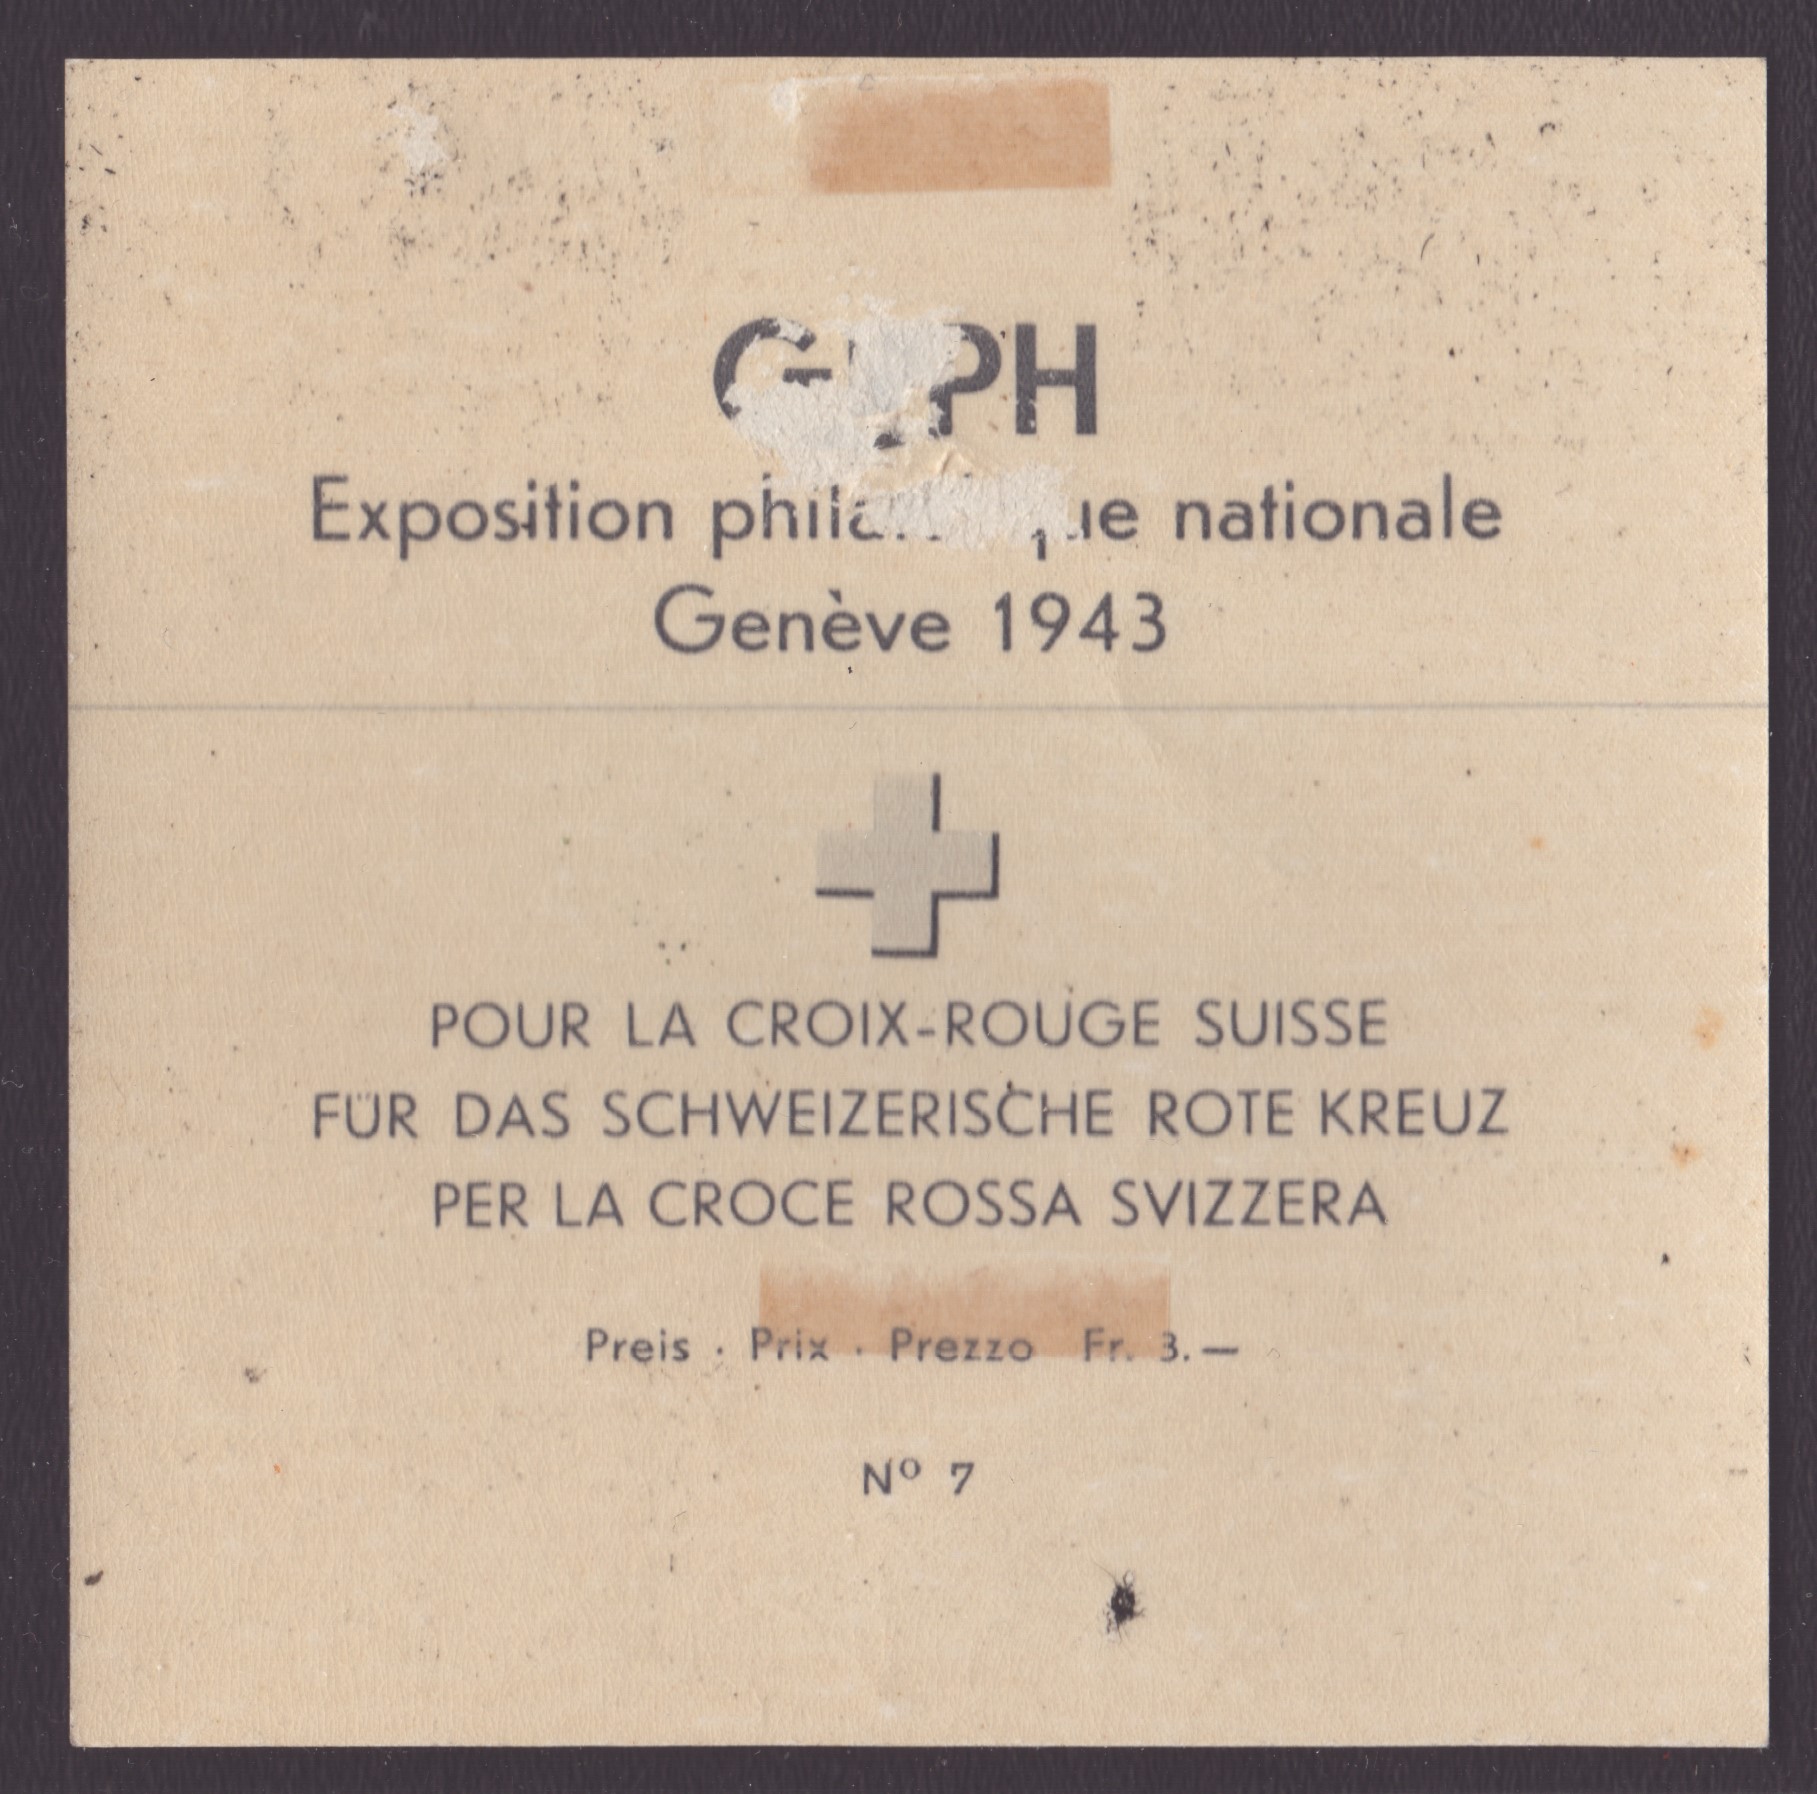 Exposition nationale
Genève 1943
POUR LA CROIX-ROUGE SUISSE
FÜR DAS SCHWEIZERISCHE ROTE KREUZ
PER LA CROCE ROSSA SVIZZERA
Preis · Prix · Prezzo Fr. 3.—
Nº 7